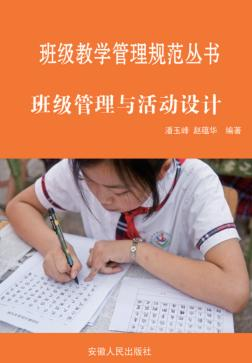 班级教学管理规范丛书
班级管理与活动设计
潘玉峰 赵蕴华 编著
安徽人民出版社